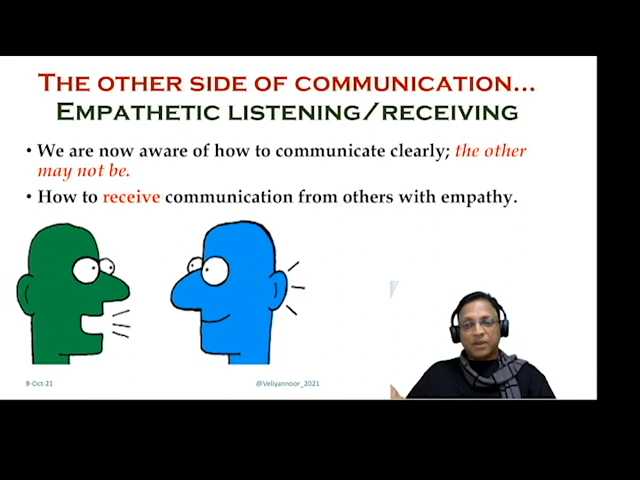 The other side of communication...
Empathetic listening/receiving
• We are now aware of how to communicate clearly; the other
may not be.
• How to receive communication from others with empathy.
9-Oct-21
@Veliyannoor_2021